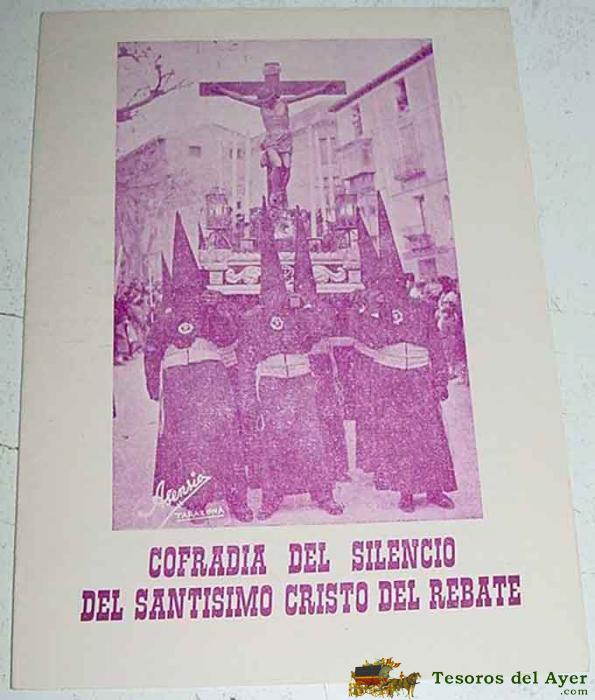 Asensio
TARAZONA
COFRADIA DEL SILENCIO
DEL SANTISIMO CRISTO DEL REBATE
Tesoros del Ayer
.com